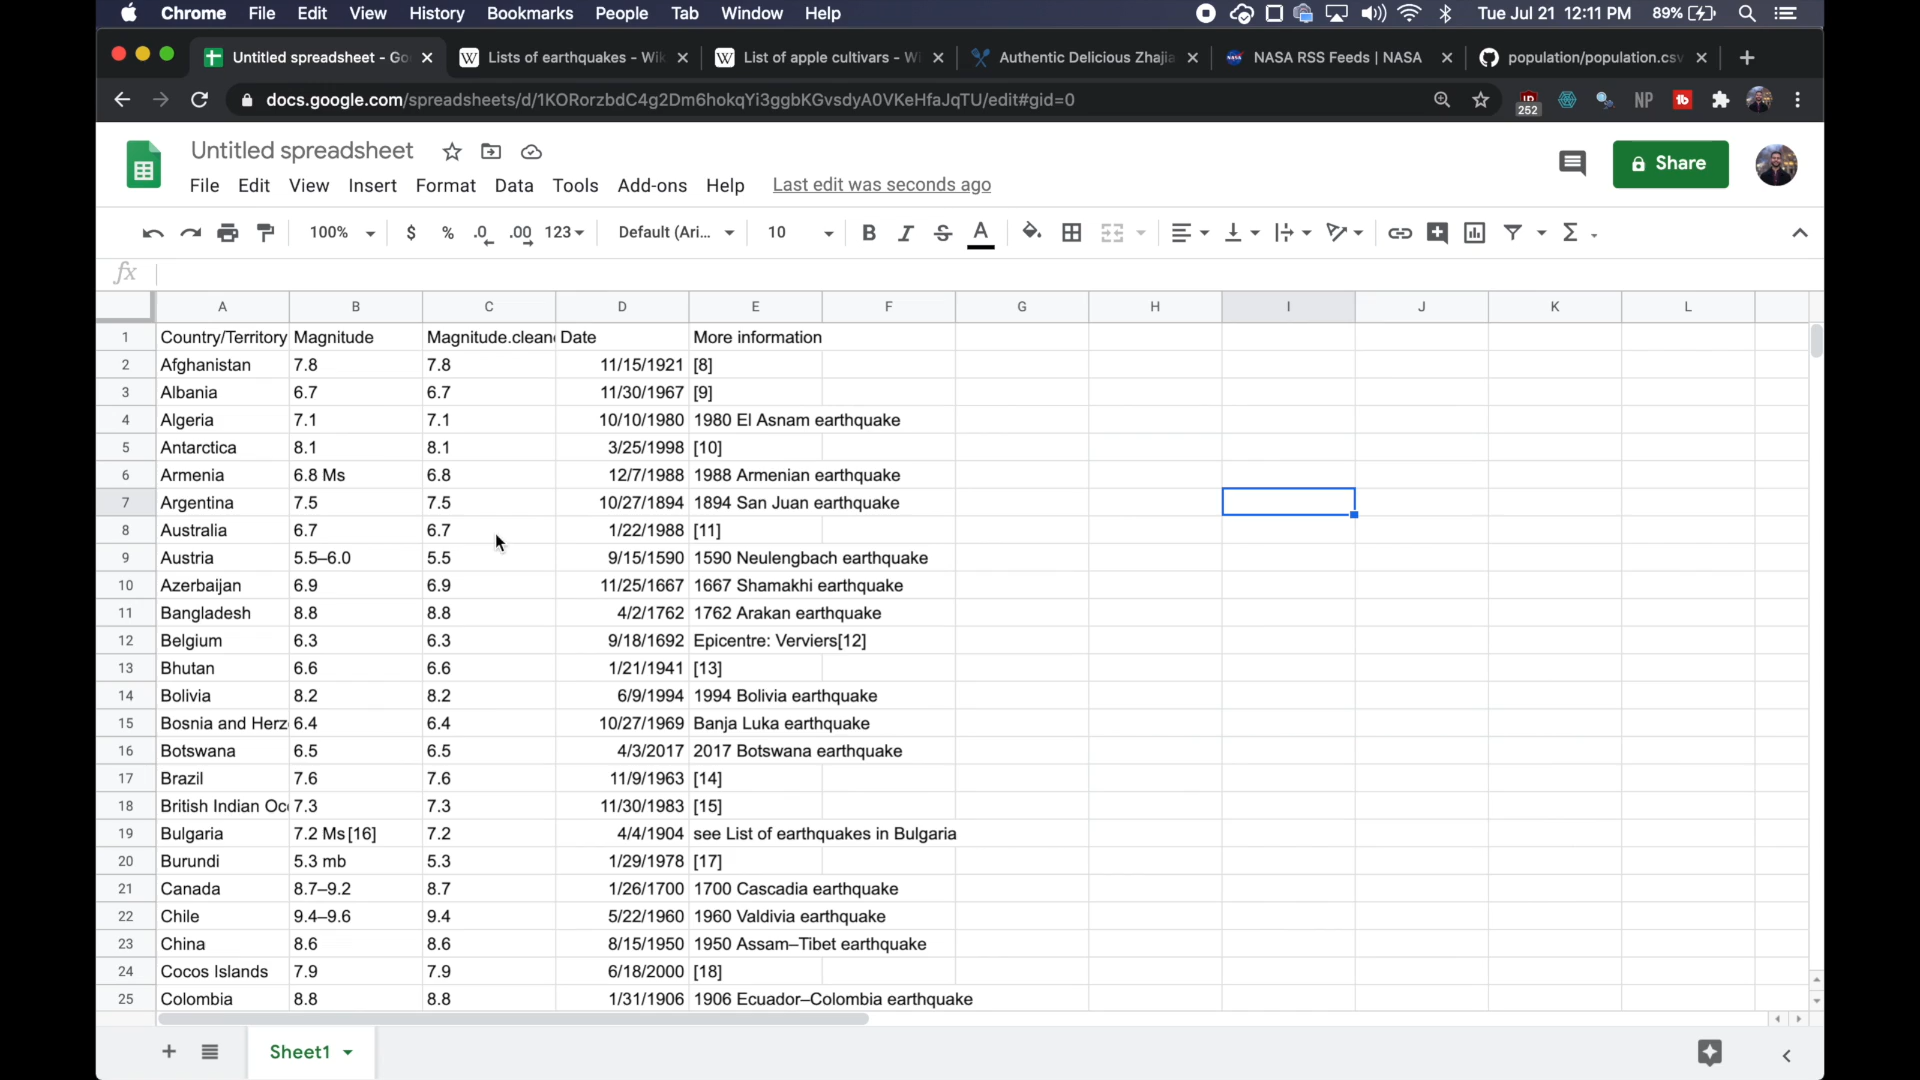 Chrome File Edit View History Bookmarks People Tab Window Help Tue Jul 21 12:11 PM 89%
Untitled spreadsheet - Go Lists of earthquakes - Wik List of apple cultivars - Wi Authentic Delicious Zhajia NASA RSS Feeds | NASA population/population.csv
docs.google.com/spreadsheets/d/1KORorzbdC4g2Dm6hokqYi3ggbKGvsdyA0VKeHfaJqTU/edit#gid=0 252 NP tb
Untitled spreadsheet
Share
File Edit View Insert Format Data Tools Add-ons Help Last edit was seconds ago
100% $ % .0 .00 123 Default (Ari... 10 B I S A Σ
fx
A B C D E F G H I J K L
1 Country/Territory Magnitude Magnitude.clean Date More information
2 Afghanistan 7.8 7.8 11/15/1921 [8]
3 Albania 6.7 6.7 11/30/1967 [9]
4 Algeria 7.1 7.1 10/10/1980 1980 El Asnam earthquake
5 Antarctica 8.1 8.1 3/25/1998 [10]
6 Armenia 6.8 Ms 6.8 12/7/1988 1988 Armenian earthquake
7 Argentina 7.5 7.5 10/27/1894 1894 San Juan earthquake
8 Australia 6.7 6.7 1/22/1988 [11]
9 Austria 5.5–6.0 5.5 9/15/1590 1590 Neulengbach earthquake
10 Azerbaijan 6.9 6.9 11/25/1667 1667 Shamakhi earthquake
11 Bangladesh 8.8 8.8 4/2/1762 1762 Arakan earthquake
12 Belgium 6.3 6.3 9/18/1692 Epicentre: Verviers[12]
13 Bhutan 6.6 6.6 1/21/1941 [13]
14 Bolivia 8.2 8.2 6/9/1994 1994 Bolivia earthquake
15 Bosnia and Herz 6.4 6.4 10/27/1969 Banja Luka earthquake
16 Botswana 6.5 6.5 4/3/2017 2017 Botswana earthquake
17 Brazil 7.6 7.6 11/9/1963 [14]
18 British Indian Oc 7.3 7.3 11/30/1983 [15]
19 Bulgaria 7.2 Ms[16] 7.2 4/4/1904 see List of earthquakes in Bulgaria
20 Burundi 5.3 mb 5.3 1/29/1978 [17]
21 Canada 8.7–9.2 8.7 1/26/1700 1700 Cascadia earthquake
22 Chile 9.4–9.6 9.4 5/22/1960 1960 Valdivia earthquake
23 China 8.6 8.6 8/15/1950 1950 Assam–Tibet earthquake
24 Cocos Islands 7.9 7.9 6/18/2000 [18]
25 Colombia 8.8 8.8 1/31/1906 1906 Ecuador–Colombia earthquake
Sheet1